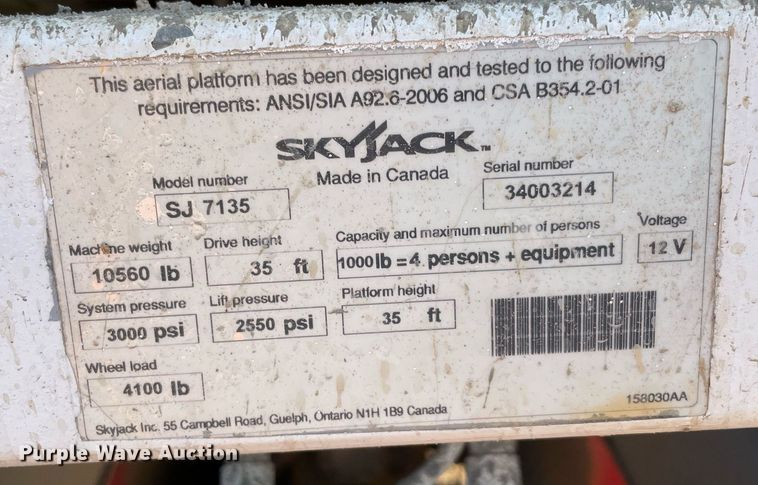 This aerial platform has been designed and tested to the following
requirements: ANSI/SIA A92.6-2006 and CSA B354.2-01
SKYJACK™
Made in Canada
Model number
SJ 7135
Serial number
34003214
Machine weight
10560 lb
Drive height
35 ft
Capacity and maximum number of persons
1000lb = 4 persons + equipment
Voltage
12 V
System pressure
3000 psi
Lift pressure
2550 psi
Platform height
35 ft
Wheel load
4100 lb
158030AA
Skyjack Inc. 55 Campbell Road, Guelph, Ontario N1H 1B9 Canada
Purple Wave Auction